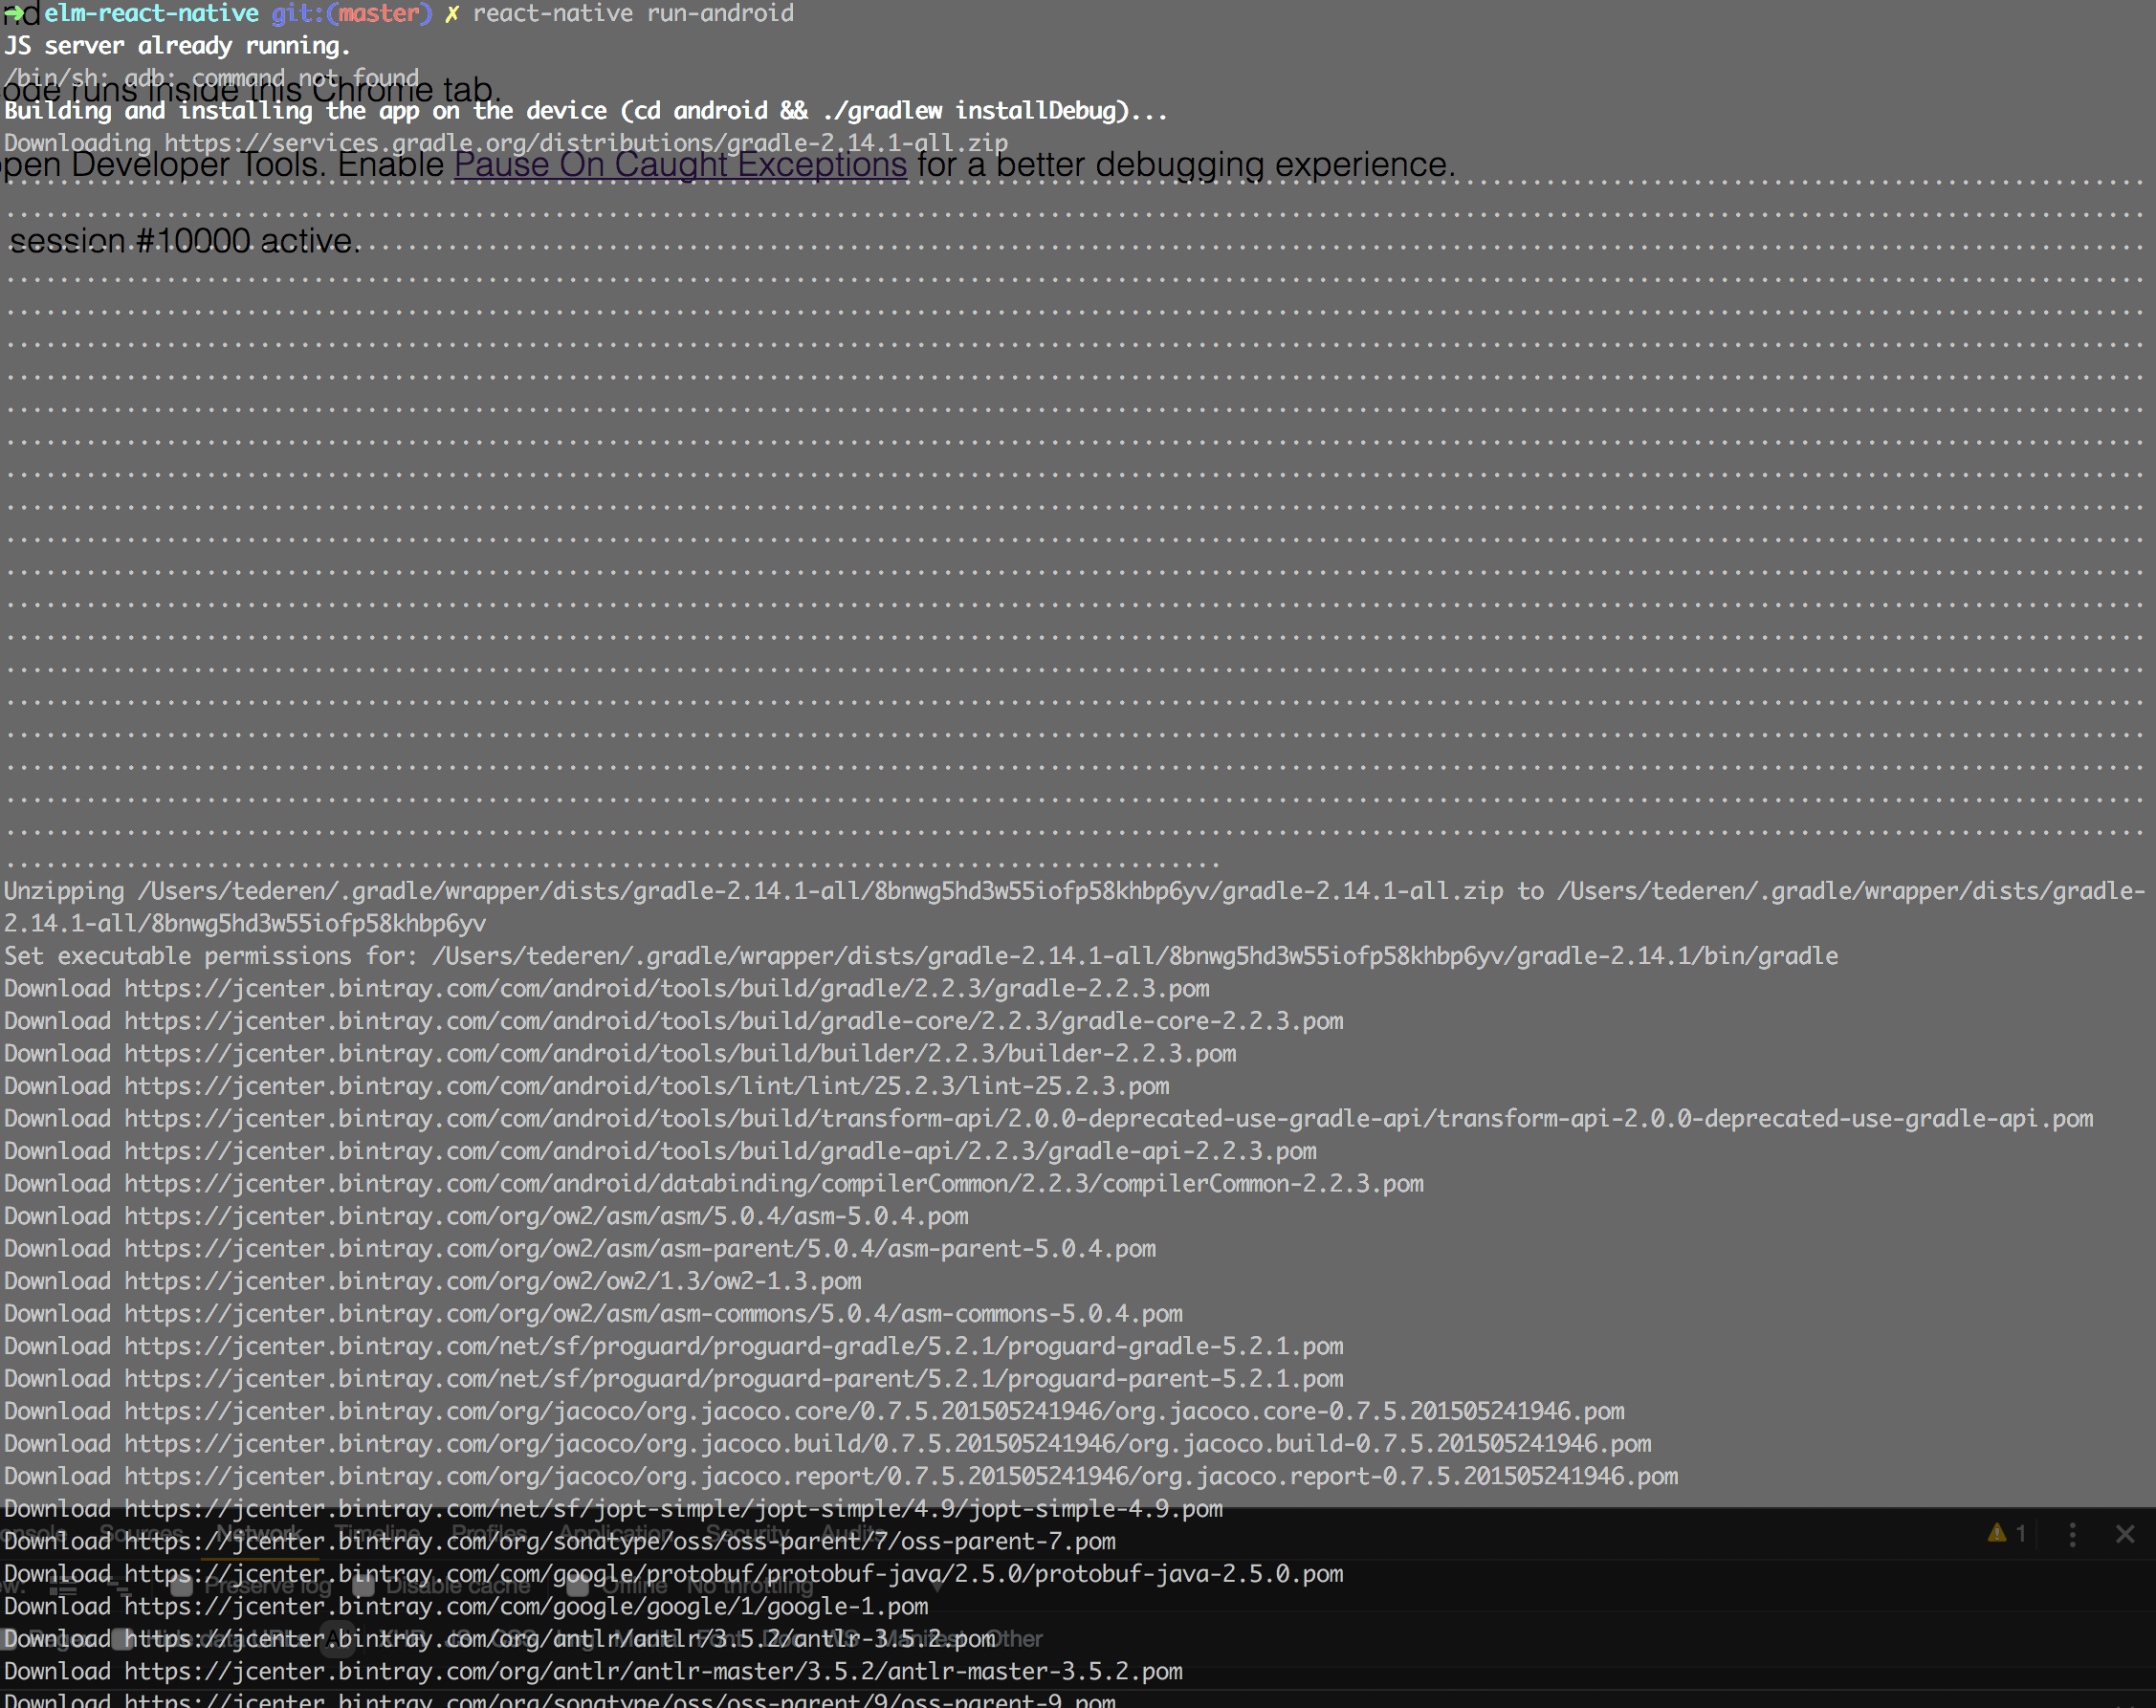 ➜ elm-react-native git:(master) ✗ react-native run-android
JS server already running.
/bin/sh: adb: command not found
ode runs inside this Chrome tab.
Building and installing the app on the device (cd android && ./gradlew installDebug)...
Downloading https://services.gradle.org/distributions/gradle-2.14.1-all.zip
open Developer Tools. Enable Pause On Caught Exceptions for a better debugging experience.
session #10000 active.
Unzipping /Users/tederen/.gradle/wrapper/dists/gradle-2.14.1-all/8bnwg5hd3w55iofp58khbp6yv/gradle-2.14.1-all.zip to /Users/tederen/.gradle/wrapper/dists/gradle-
2.14.1-all/8bnwg5hd3w55iofp58khbp6yv
Set executable permissions for: /Users/tederen/.gradle/wrapper/dists/gradle-2.14.1-all/8bnwg5hd3w55iofp58khbp6yv/gradle-2.14.1/bin/gradle
Download https://jcenter.bintray.com/com/android/tools/build/gradle/2.2.3/gradle-2.2.3.pom
Download https://jcenter.bintray.com/com/android/tools/build/gradle-core/2.2.3/gradle-core-2.2.3.pom
Download https://jcenter.bintray.com/com/android/tools/build/builder/2.2.3/builder-2.2.3.pom
Download https://jcenter.bintray.com/com/android/tools/lint/lint/25.2.3/lint-25.2.3.pom
Download https://jcenter.bintray.com/com/android/tools/build/transform-api/2.0.0-deprecated-use-gradle-api/transform-api-2.0.0-deprecated-use-gradle-api.pom
Download https://jcenter.bintray.com/com/android/tools/build/gradle-api/2.2.3/gradle-api-2.2.3.pom
Download https://jcenter.bintray.com/com/android/databinding/compilerCommon/2.2.3/compilerCommon-2.2.3.pom
Download https://jcenter.bintray.com/org/ow2/asm/asm/5.0.4/asm-5.0.4.pom
Download https://jcenter.bintray.com/org/ow2/asm/asm-parent/5.0.4/asm-parent-5.0.4.pom
Download https://jcenter.bintray.com/org/ow2/ow2/1.3/ow2-1.3.pom
Download https://jcenter.bintray.com/org/ow2/asm/asm-commons/5.0.4/asm-commons-5.0.4.pom
Download https://jcenter.bintray.com/net/sf/proguard/proguard-gradle/5.2.1/proguard-gradle-5.2.1.pom
Download https://jcenter.bintray.com/net/sf/proguard/proguard-parent/5.2.1/proguard-parent-5.2.1.pom
Download https://jcenter.bintray.com/org/jacoco/org.jacoco.core/0.7.5.201505241946/org.jacoco.core-0.7.5.201505241946.pom
Download https://jcenter.bintray.com/org/jacoco/org.jacoco.build/0.7.5.201505241946/org.jacoco.build-0.7.5.201505241946.pom
Download https://jcenter.bintray.com/org/jacoco/org.jacoco.report/0.7.5.201505241946/org.jacoco.report-0.7.5.201505241946.pom
Download https://jcenter.bintray.com/net/sf/jopt-simple/jopt-simple/4.9/jopt-simple-4.9.pom
onsole Sources Network Timeline Profiles Application Security Audits 1
Download https://jcenter.bintray.com/org/sonatype/oss/oss-parent/7/oss-parent-7.pom
Download https://jcenter.bintray.com/com/google/protobuf/protobuf-java/2.5.0/protobuf-java-2.5.0.pom
Preserve log Disable cache Offline No throttling
Download https://jcenter.bintray.com/com/google/google/1/google-1.pom
Download https://jcenter.bintray.com/org/antlr/antlr/3.5.2/antlr-3.5.2.pom
Regex Hide data URLs All XHR JS CSS Img Media Font Doc WS Manifest Other
Download https://jcenter.bintray.com/org/antlr/antlr-master/3.5.2/antlr-master-3.5.2.pom
Download https://jcenter.bintray.com/org/sonatype/oss/oss-parent/9/oss-parent-9.pom